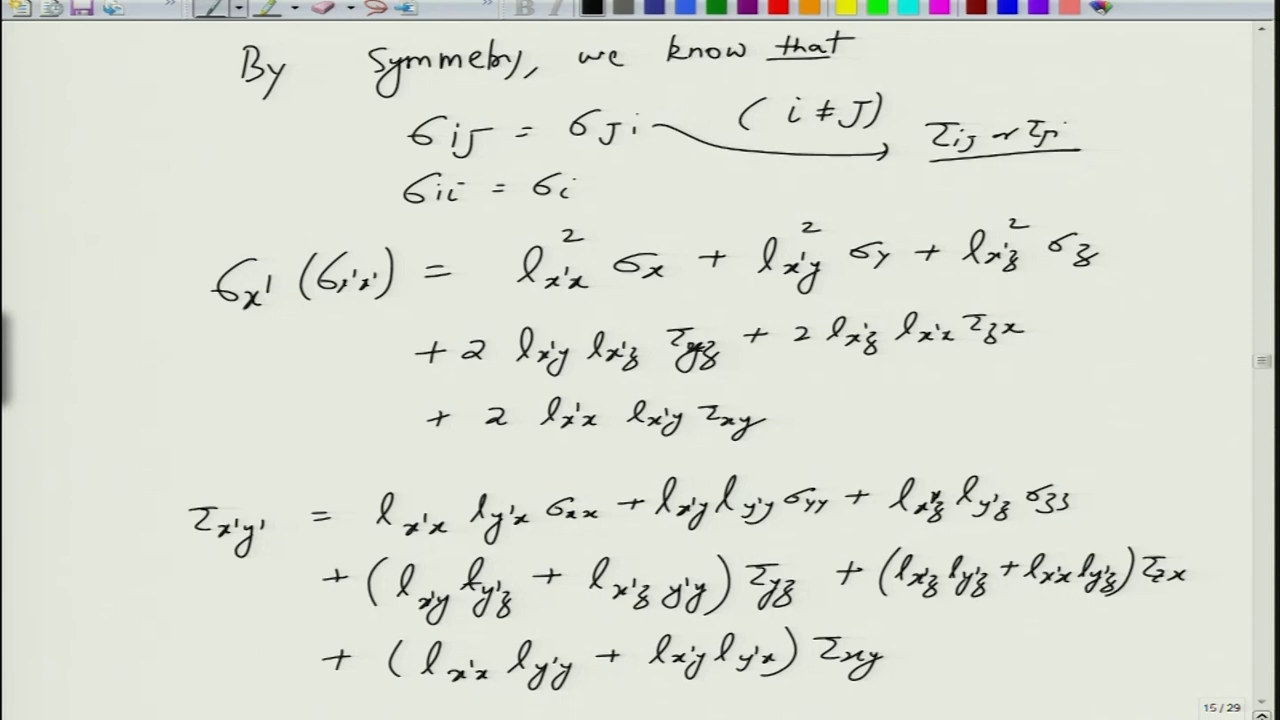 By Symmetry, we know that
σij = σji (i ≠ J) τij or τji
σii = σi
σx' (σx'x') = l²x'x σx + l²x'y σy + l²x'z σz
+ 2 lx'y lx'z τyz + 2 lx'z lx'x τzx
+ 2 lx'x lx'y τxy
τx'y' = lx'x ly'x σxx + lx'y ly'y σyy + lx'z ly'z σzz
+ (lx'y ly'z + lx'z y'y) τyz + (lx'z ly'z + lx'x ly'z) τzx
+ (lx'x ly'y + lx'y ly'x) τxy
15 / 29